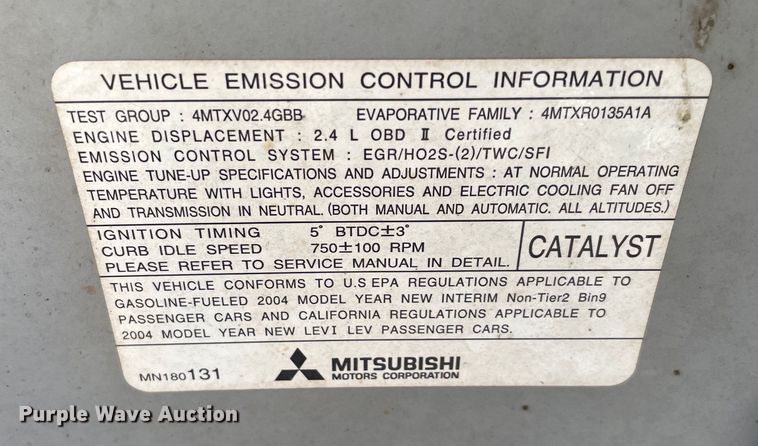 VEHICLE EMISSION CONTROL INFORMATION
TEST GROUP : 4MTXV02.4GBB EVAPORATIVE FAMILY : 4MTXR0135A1A
ENGINE DISPLACEMENT : 2.4 L OBD II Certified
EMISSION CONTROL SYSTEM : EGR/HO2S-(2)/TWC/SFI
ENGINE TUNE-UP SPECIFICATIONS AND ADJUSTMENTS : AT NORMAL OPERATING
TEMPERATURE WITH LIGHTS, ACCESSORIES AND ELECTRIC COOLING FAN OFF
AND TRANSMISSION IN NEUTRAL. (BOTH MANUAL AND AUTOMATIC. ALL ALTITUDES.)
IGNITION TIMING 5° BTDC±3°
CURB IDLE SPEED 750±100 RPM
PLEASE REFER TO SERVICE MANUAL IN DETAIL.
CATALYST
THIS VEHICLE CONFORMS TO U.S EPA REGULATIONS APPLICABLE TO
GASOLINE-FUELED 2004 MODEL YEAR NEW INTERIM Non-Tier2 Bin9
PASSENGER CARS AND CALIFORNIA REGULATIONS APPLICABLE TO
2004 MODEL YEAR NEW LEVI LEV PASSENGER CARS.
MN180131
MITSUBISHI
MOTORS CORPORATION
Purple Wave Auction